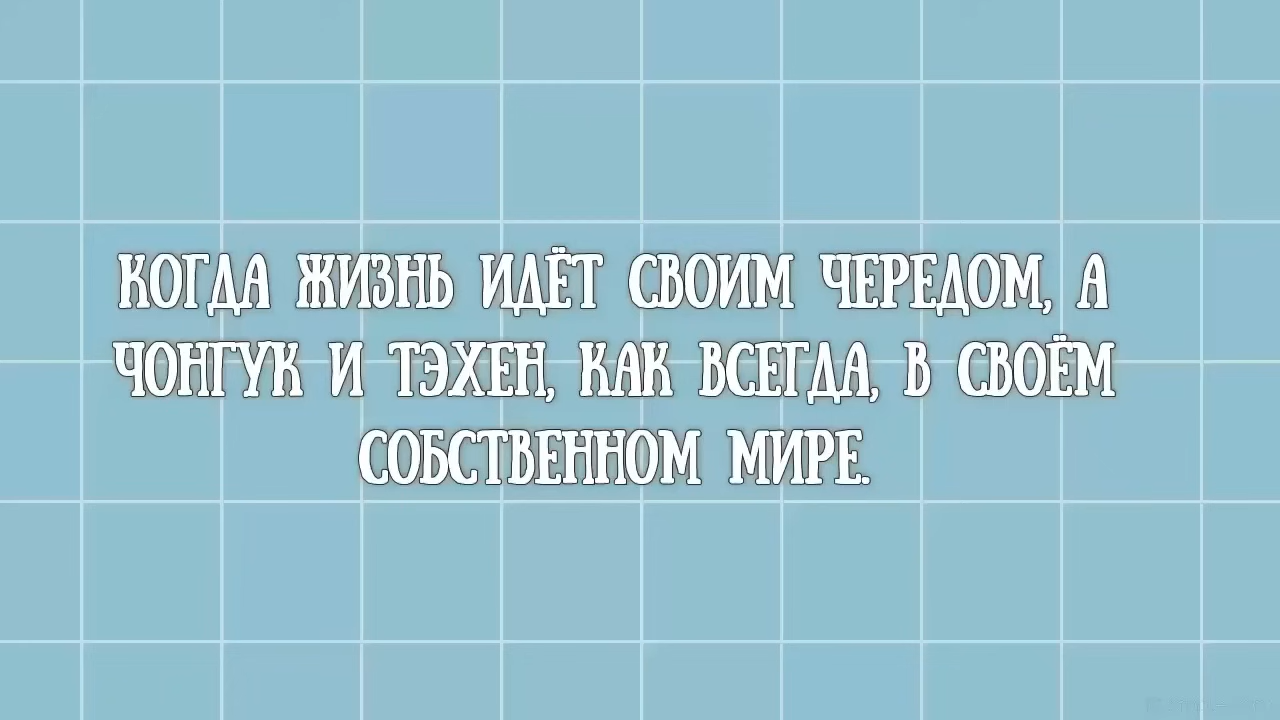 КОГДА ЖИЗНЬ ИДЁТ СВОИМ ЧЕРЕДОМ, А
ЧОНГУК И ТЭХЕН, КАК ВСЕГДА, В СВОЁМ
СОБСТВЕННОМ МИРЕ.